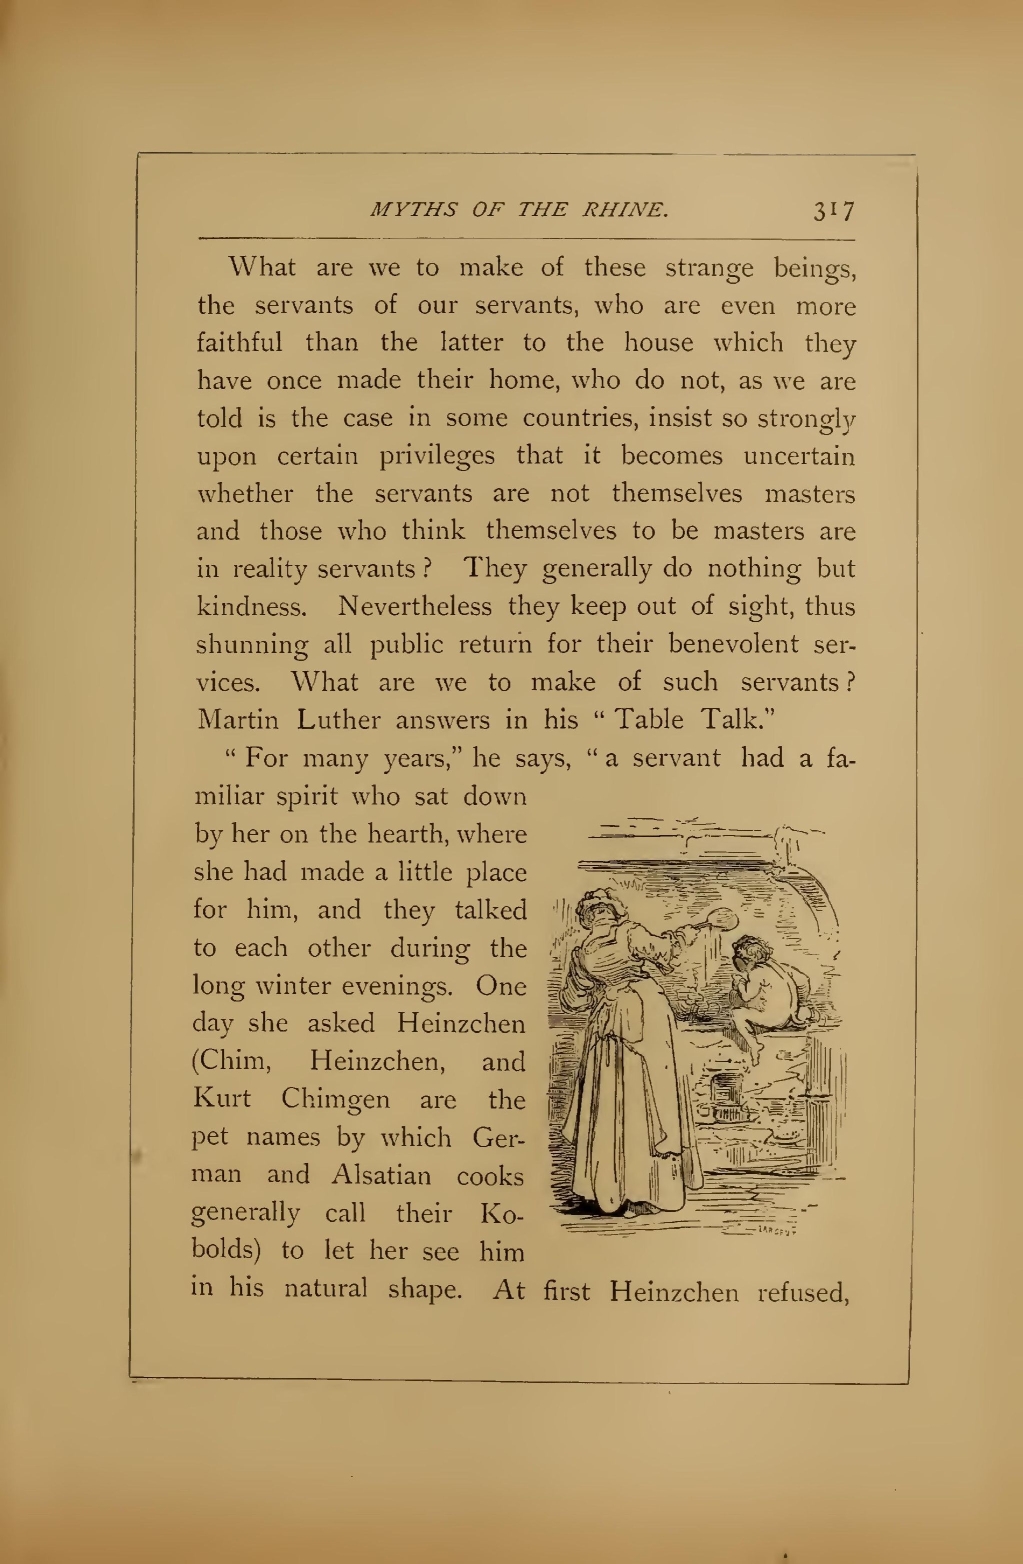 MYTHS OF THE RHINE. 317
What are we to make of these strange beings,
the servants of our servants, who are even more
faithful than the latter to the house which they
have once made their home, who do not, as we are
told is the case in some countries, insist so strongly
upon certain privileges that it becomes uncertain
whether the servants are not themselves masters
and those who think themselves to be masters are
in reality servants? They generally do nothing but
kindness. Nevertheless they keep out of sight, thus
shunning all public return for their benevolent ser-
vices. What are we to make of such servants?
Martin Luther answers in his “Table Talk.”
“For many years,” he says, “a servant had a fa-
miliar spirit who sat down
by her on the hearth, where
she had made a little place
for him, and they talked
to each other during the
long winter evenings. One
day she asked Heinzchen
(Chim, Heinzchen, and
Kurt Chimgen are the
pet names by which Ger-
man and Alsatian cooks
generally call their Ko-
bolds) to let her see him
in his natural shape. At first Heinzchen refused,